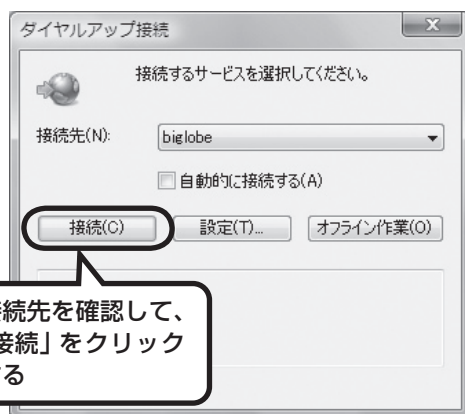 ダイヤルアップ接続
接続するサービスを選択してください。
接続先(N):
biglobe
自動的に接続する(A)
接続(C)
設定(T)...
オフライン作業(O)
続先を確認して、
接続」をクリック
る